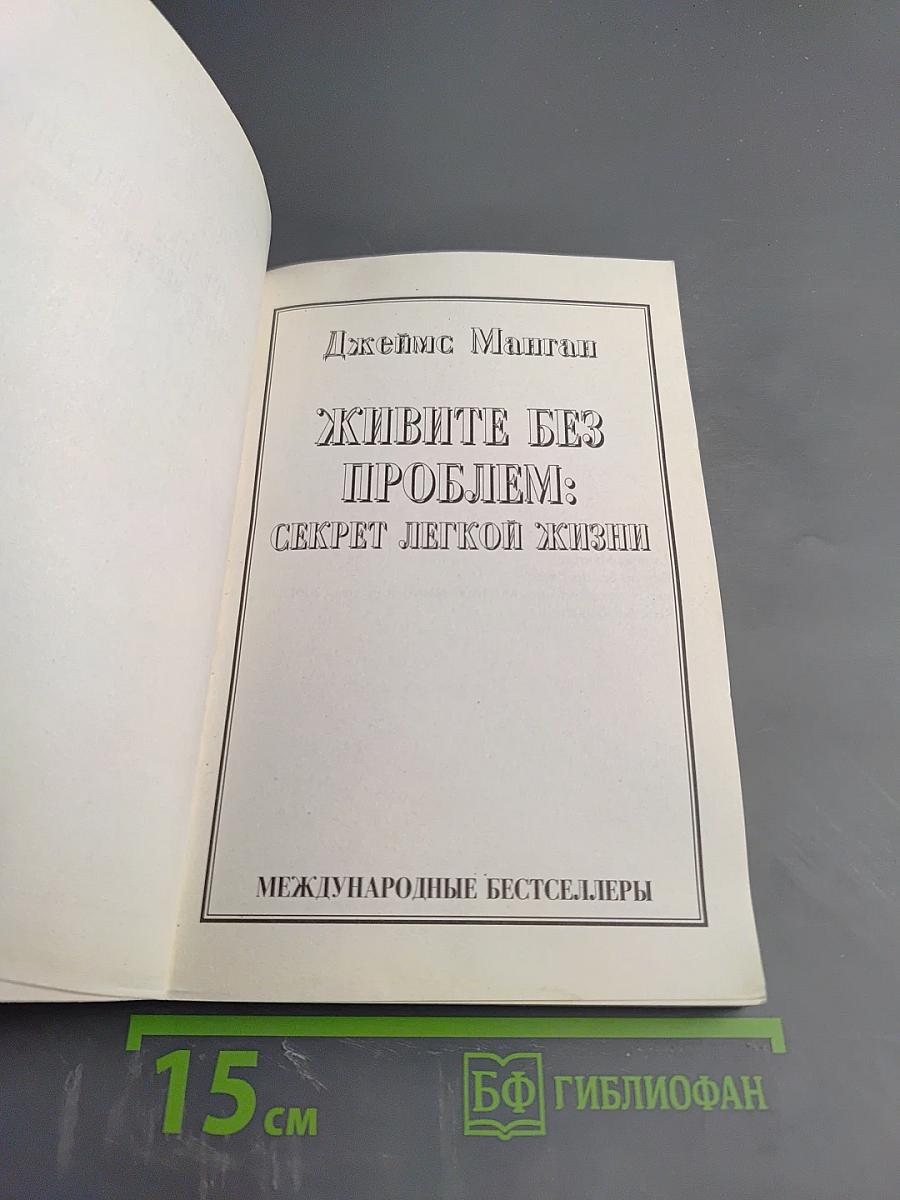 Джеймс Манган
ЖИВИТЕ БЕЗ
ПРОБЛЕМ:
СЕКРЕТ ЛЕГКОЙ ЖИЗНИ
МЕЖДУНАРОДНЫЕ БЕСТСЕЛЛЕРЫ
15 см
БФ ГИБЛИОФАН